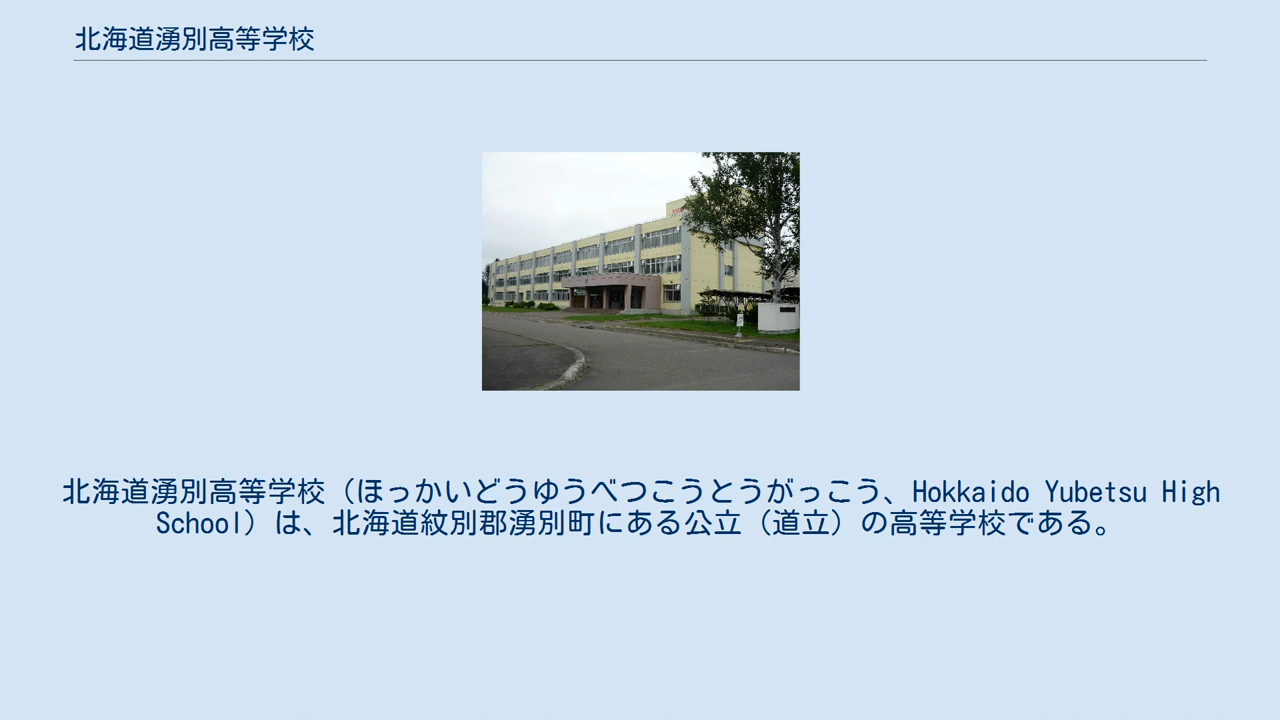 北海道湧別高等学校
北海道湧別高等学校（ほっかいどうゆうべつこうとうがっこう、Hokkaido Yubetsu High
School）は、北海道紋別郡湧別町にある公立（道立）の高等学校である。